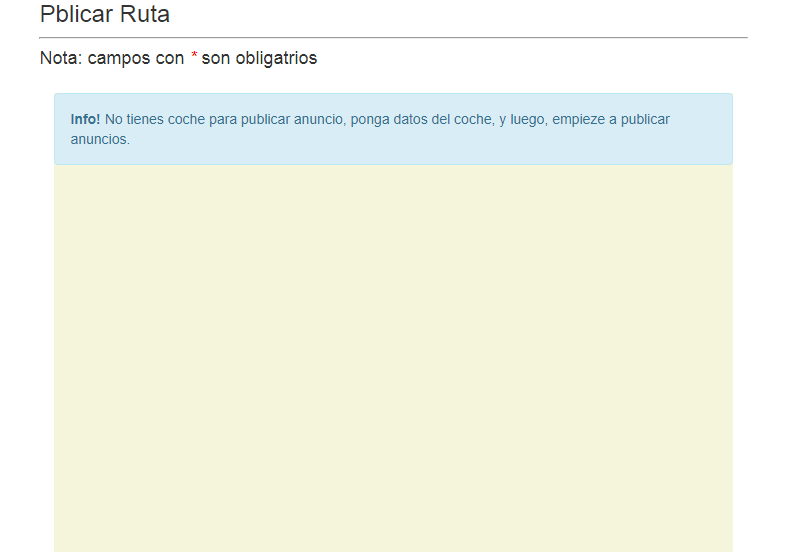 Pblicar Ruta
Nota: campos con * son obligatrios
Info! No tienes coche para publicar anuncio, ponga datos del coche, y luego, empieze a publicar
anuncios.